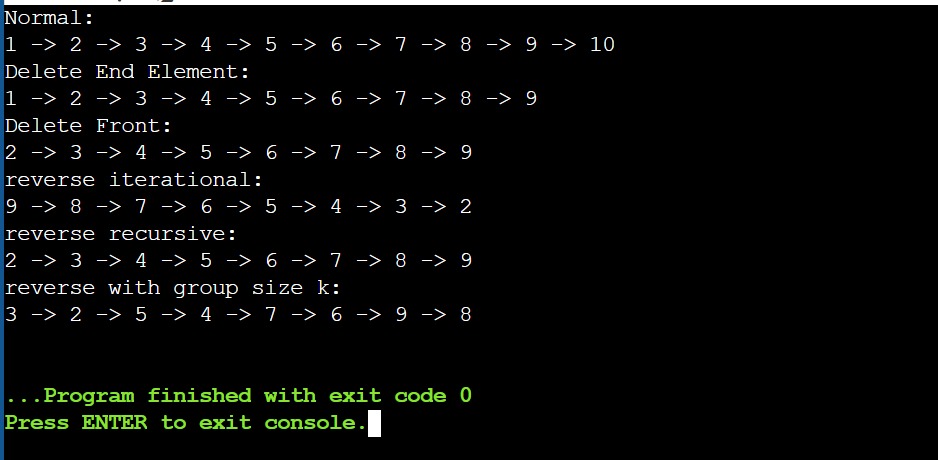 Normal:
1 -> 2 -> 3 -> 4 -> 5 -> 6 -> 7 -> 8 -> 9 -> 10
Delete End Element:
1 -> 2 -> 3 -> 4 -> 5 -> 6 -> 7 -> 8 -> 9
Delete Front:
2 -> 3 -> 4 -> 5 -> 6 -> 7 -> 8 -> 9
reverse iterational:
9 -> 8 -> 7 -> 6 -> 5 -> 4 -> 3 -> 2
reverse recursive:
2 -> 3 -> 4 -> 5 -> 6 -> 7 -> 8 -> 9
reverse with group size k:
3 -> 2 -> 5 -> 4 -> 7 -> 6 -> 9 -> 8
...Program finished with exit code 0
Press ENTER to exit console.